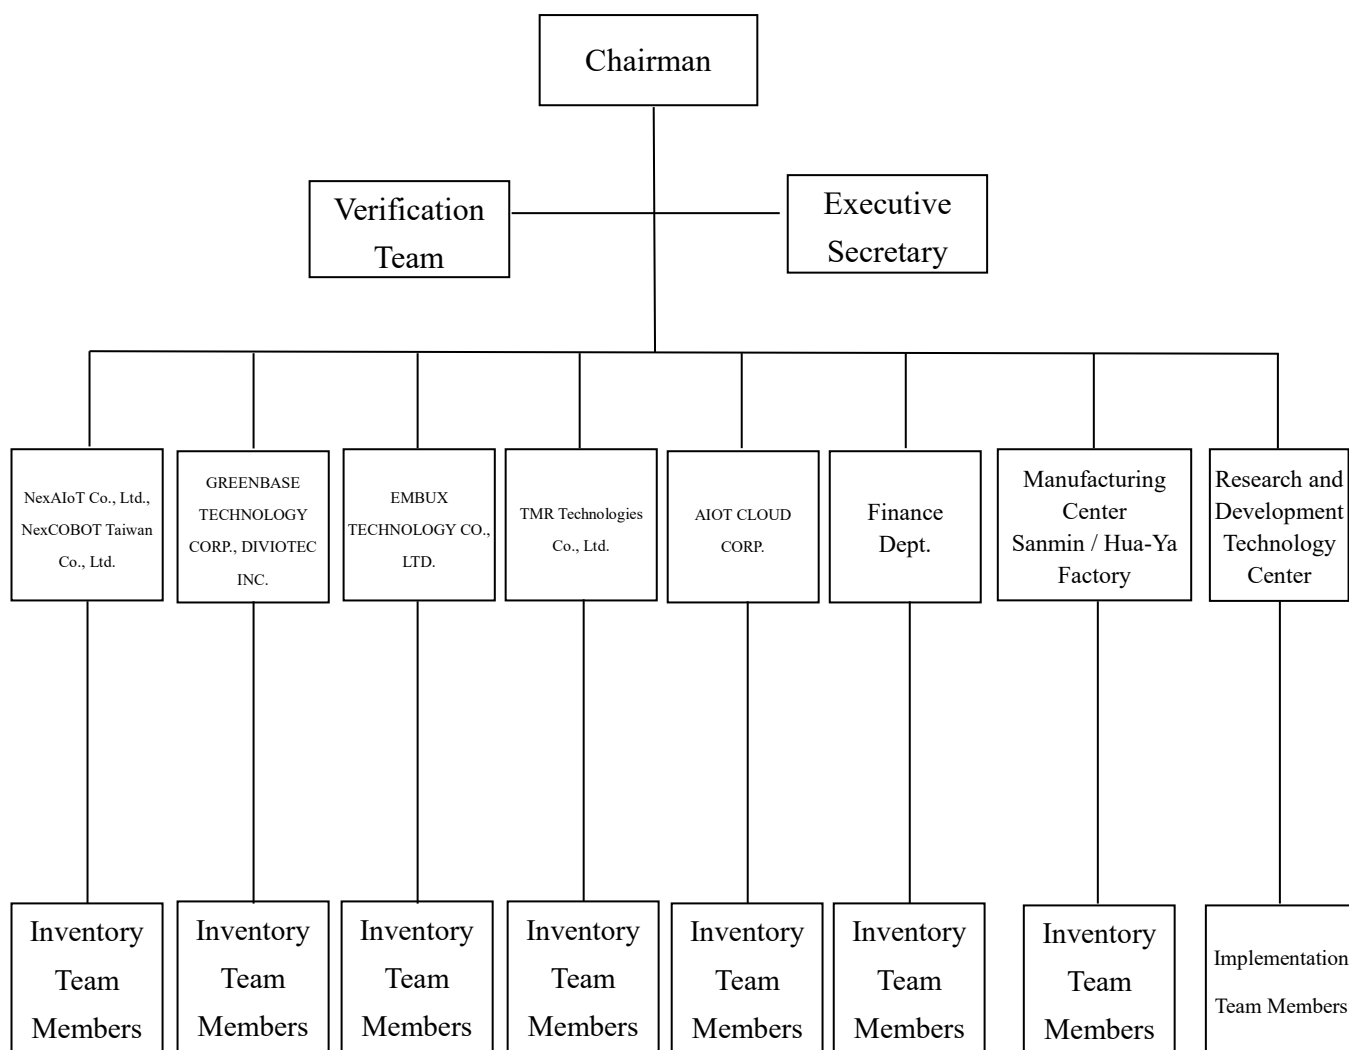 Chairman
Verification
Team
Executive
Secretary
NexAIoT Co., Ltd.,
NexCOBOT Taiwan
Co., Ltd.
GREENBASE
TECHNOLOGY
CORP., DIVIOTEC
INC.
EMBUX
TECHNOLOGY CO.,
LTD.
TMR Technologies
Co., Ltd.
AIOT CLOUD
CORP.
Finance
Dept.
Manufacturing
Center
Sanmin / Hua-Ya
Factory
Research and
Development
Technology
Center
Inventory
Team
Members
Inventory
Team
Members
Inventory
Team
Members
Inventory
Team
Members
Inventory
Team
Members
Inventory
Team
Members
Inventory
Team
Members
Implementation
Team Members